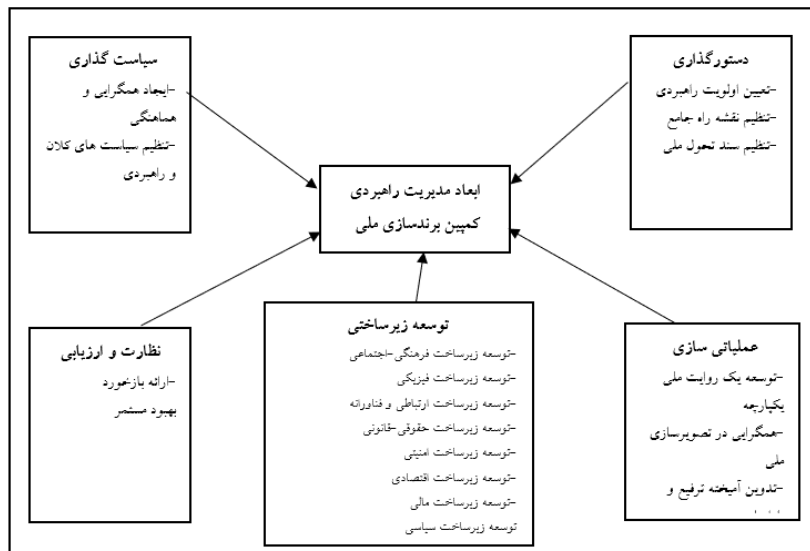 دستورگذاری
-تعیین اولویت راهبردی
-تنظیم نقشه راه جامع
-تنظیم سند تحول ملی
سیاست گذاری
-ایجاد همگرایی و
هماهنگی
-تنظیم سیاست های کلان
و راهبردی
ابعاد مدیریت راهبردی
کمپین برندسازی ملی
عملیاتی سازی
-توسعه یک روایت ملی
یکپارچه
-همگرایی در تصویرسازی
ملی
-تدوین آمیخته ترفیع و
توسعه زیرساختی
-توسعه زیرساخت فرهنگی-اجتماعی
-توسعه زیرساخت فیزیکی
-توسعه زیرساخت ارتباطی و فناورانه
-توسعه زیرساخت حقوقی-قانونی
-توسعه زیرساخت امنیتی
-توسعه زیرساخت اقتصادی
-توسعه زیرساخت مالی
توسعه زیرساخت سیاسی
نظارت و ارزیابی
-ارائه بازخورد
بهبود مستمر